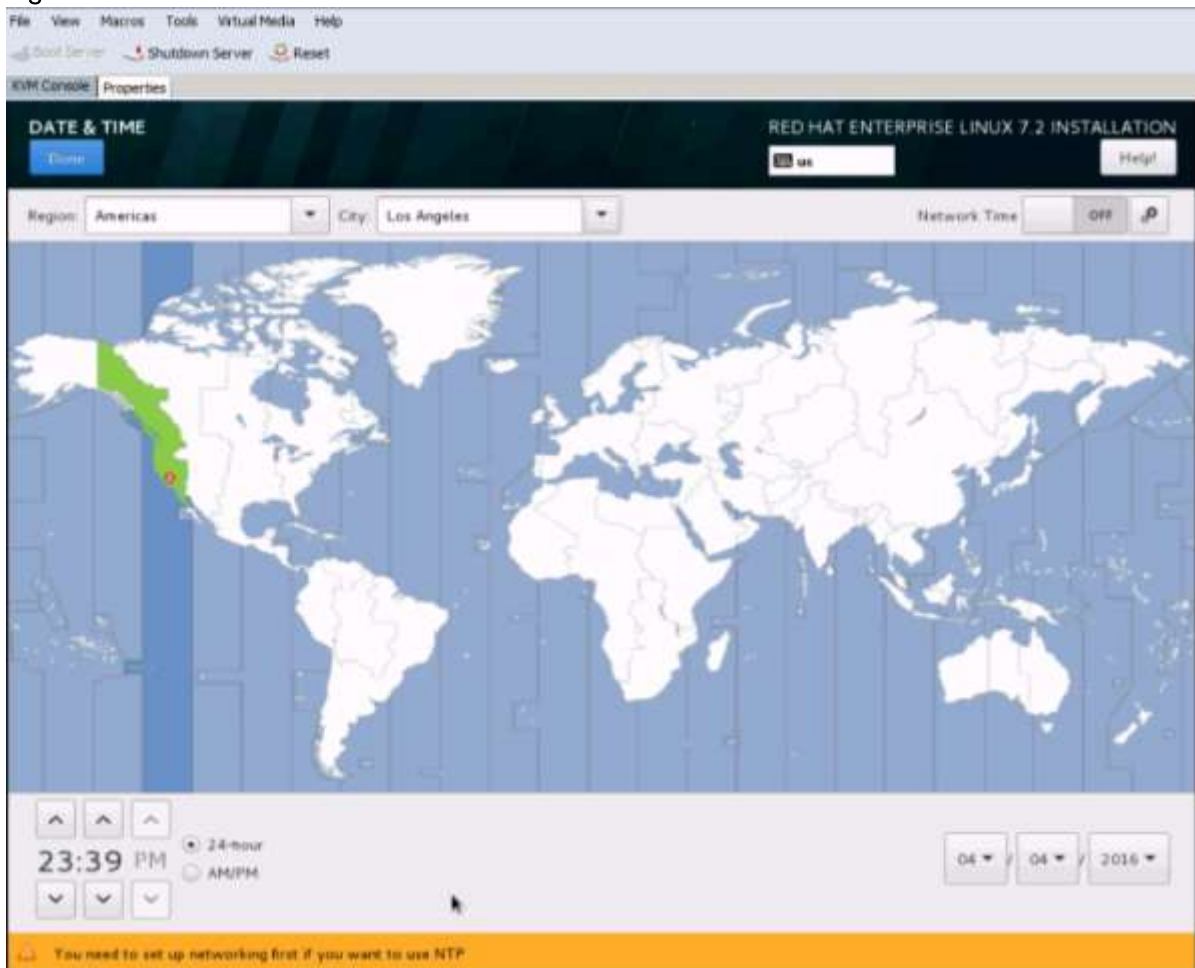 File View Macros Tools Virtual Media Help
Boot Server Shutdown Server Reset
KVM Console Properties
DATE & TIME
RED HAT ENTERPRISE LINUX 7.2 INSTALLATION
Done
us
Help!
Region: Americas City: Los Angeles Network Time OFF
23:39 PM
24-hour
AM/PM
04 / 04 / 2016
You need to set up networking first if you want to use NTP